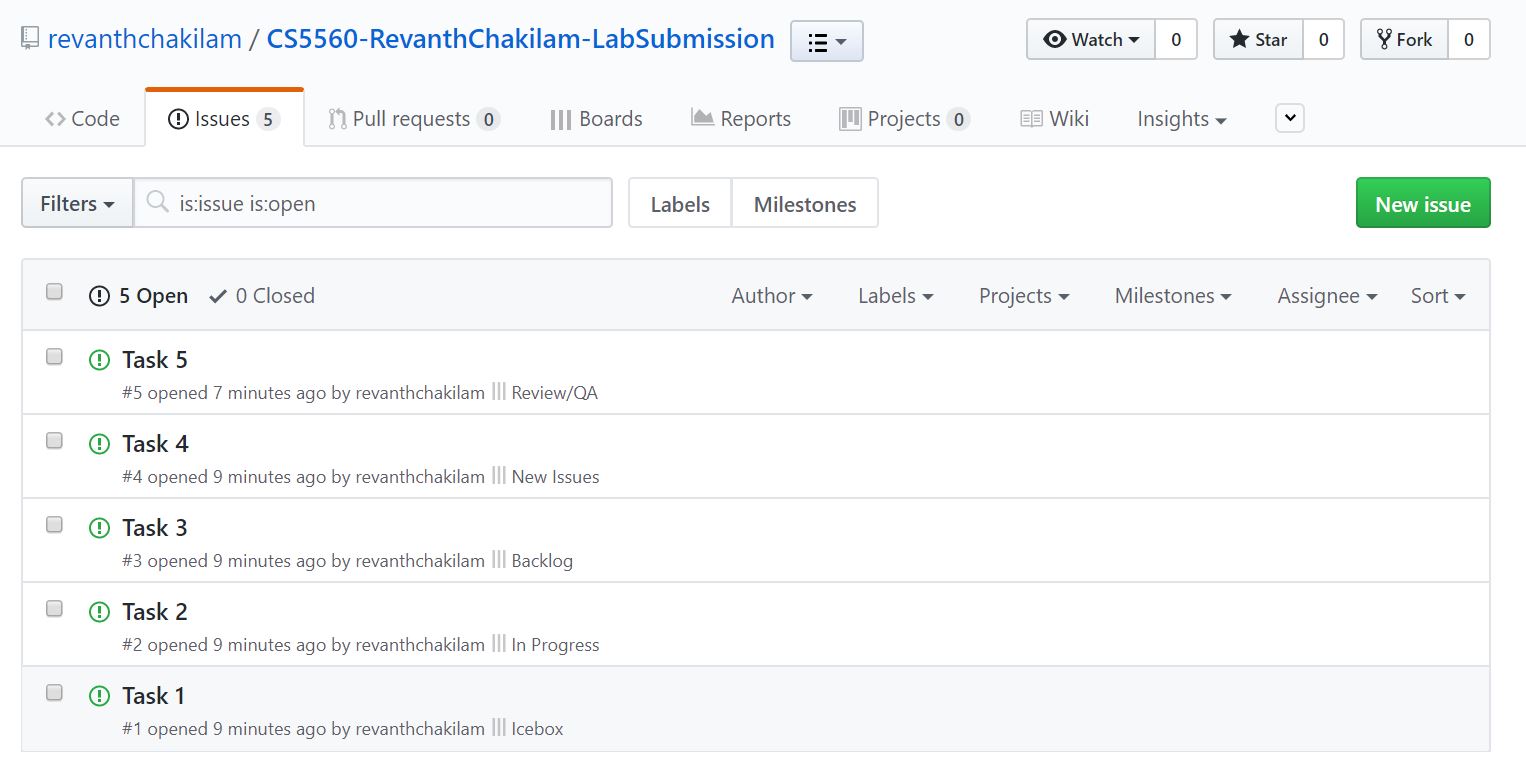 revanthchakilam / CS5560-RevanthChakilam-LabSubmission Watch 0 Star 0 Fork 0
Code Issues 5 Pull requests 0 Boards Reports Projects 0 Wiki Insights
Filters is:issue is:open Labels Milestones New issue
5 Open 0 Closed Author Labels Projects Milestones Assignee Sort
Task 5
#5 opened 7 minutes ago by revanthchakilam Review/QA
Task 4
#4 opened 9 minutes ago by revanthchakilam New Issues
Task 3
#3 opened 9 minutes ago by revanthchakilam Backlog
Task 2
#2 opened 9 minutes ago by revanthchakilam In Progress
Task 1
#1 opened 9 minutes ago by revanthchakilam Icebox